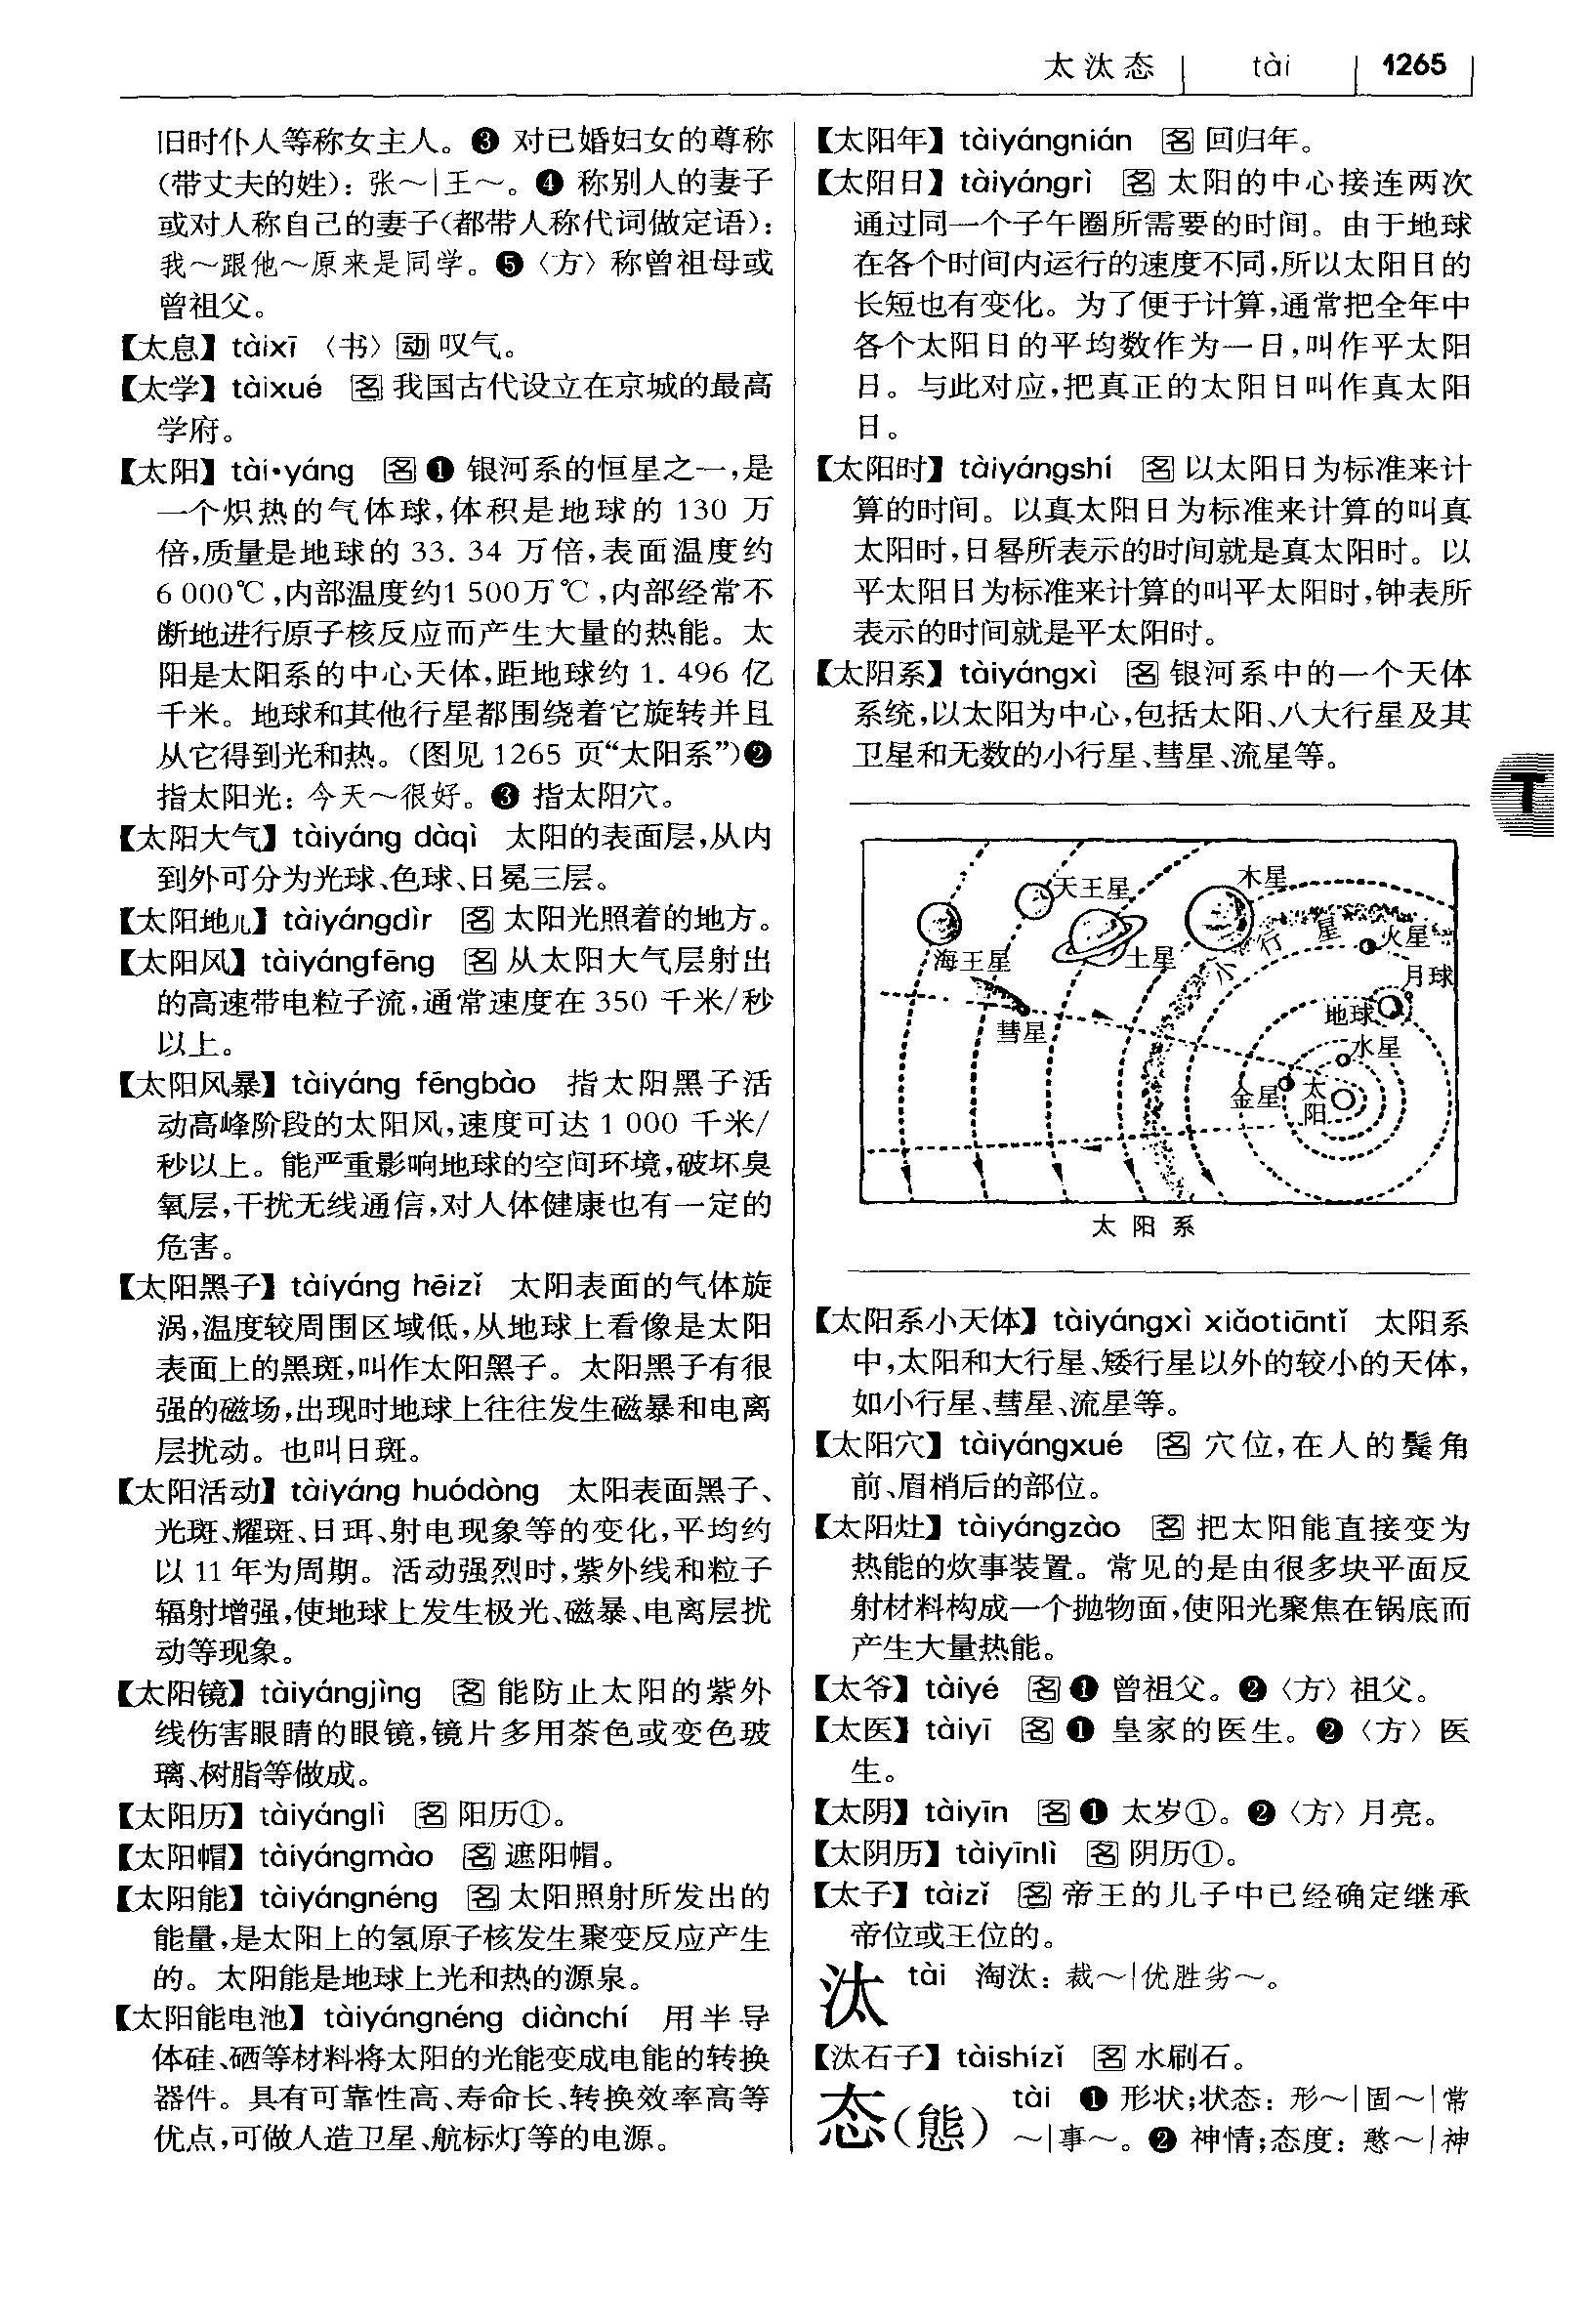 太汰态 tài 1265
旧时仆人等称女主人。❸ 对已婚妇女的尊称
(带丈夫的姓)：张～|王～。❹ 称别人的妻子
或对人称自己的妻子(都带人称代词做定语)：
我～跟他～原来是同学。❺〈方〉称曾祖母或
曾祖父。
【太息】tàixī 〈书〉动 叹气。
【太学】tàixué 名 我国古代设立在京城的最高
学府。
【太阳】tài•yáng 名 ❶ 银河系的恒星之一,是
一个炽热的气体球,体积是地球的 130 万
倍,质量是地球的 33.34 万倍,表面温度约
6 000℃,内部温度约1 500万℃,内部经常不
断地进行原子核反应而产生大量的热能。太
阳是太阳系的中心天体,距地球约 1.496 亿
千米。地球和其他行星都围绕着它旋转并且
从它得到光和热。(图见 1265 页“太阳系”)❷
指太阳光：今天～很好。❸ 指太阳穴。
【太阳大气】tàiyáng dàqì 太阳的表面层,从内
到外可分为光球、色球、日冕三层。
【太阳地儿】tàiyángdìr 名 太阳光照着的地方。
【太阳风】tàiyángfēng 名 从太阳大气层射出
的高速带电粒子流,通常速度在 350 千米/秒
以上。
【太阳风暴】tàiyáng fēngbào 指太阳黑子活
动高峰阶段的太阳风,速度可达 1 000 千米/
秒以上。能严重影响地球的空间环境,破坏臭
氧层,干扰无线通信,对人体健康也有一定的
危害。
【太阳黑子】tàiyáng hēizǐ 太阳表面的气体旋
涡,温度较周围区域低,从地球上看像是太阳
表面上的黑斑,叫作太阳黑子。太阳黑子有很
强的磁场,出现时地球上往往发生磁暴和电离
层扰动。也叫日斑。
【太阳活动】tàiyáng huódòng 太阳表面黑子、
光斑、耀斑、日珥、射电现象等的变化,平均约
以 11 年为周期。活动强烈时,紫外线和粒子
辐射增强,使地球上发生极光、磁暴、电离层扰
动等现象。
【太阳镜】tàiyángjìng 名 能防止太阳的紫外
线伤害眼睛的眼镜,镜片多用茶色或变色玻
璃、树脂等做成。
【太阳历】tàiyánglì 名 阳历①。
【太阳帽】tàiyángmào 名 遮阳帽。
【太阳能】tàiyángnéng 名 太阳照射所发出的
能量,是太阳上的氢原子核发生聚变反应产生
的。太阳能是地球上光和热的源泉。
【太阳能电池】tàiyángnéng diànchí 用半导
体硅、硒等材料将太阳的光能变成电能的转换
器件。具有可靠性高、寿命长、转换效率高等
优点,可做人造卫星、航标灯等的电源。
【太阳年】tàiyángnián 名 回归年。
【太阳日】tàiyángrì 名 太阳的中心接连两次
通过同一个子午圈所需要的时间。由于地球
在各个时间内运行的速度不同,所以太阳日的
长短也有变化。为了便于计算,通常把全年中
各个太阳日的平均数作为一日,叫作平太阳
日。与此对应,把真正的太阳日叫作真太阳
日。
【太阳时】tàiyángshí 名 以太阳日为标准来计
算的时间。以真太阳日为标准来计算的叫真
太阳时,日晷所表示的时间就是真太阳时。以
平太阳日为标准来计算的叫平太阳时,钟表所
表示的时间就是平太阳时。
【太阳系】tàiyángxì 名 银河系中的一个天体
系统,以太阳为中心,包括太阳、八大行星及其
卫星和无数的小行星、彗星、流星等。
T
木星
天王星
小行星
火星
海王星
土星
月球
地球
彗星
水星
金星
太阳
太阳系
【太阳系小天体】tàiyángxì xiǎotiāntǐ 太阳系
中,太阳和大行星、矮行星以外的较小的天体,
如小行星、彗星、流星等。
【太阳穴】tàiyángxué 名 穴位,在人的鬓角
前、眉梢后的部位。
【太阳灶】tàiyángzào 名 把太阳能直接变为
热能的炊事装置。常见的是由很多块平面反
射材料构成一个抛物面,使阳光聚焦在锅底而
产生大量热能。
【太爷】tàiyé 名 ❶ 曾祖父。❷〈方〉祖父。
【太医】tàiyī 名 ❶ 皇家的医生。❷〈方〉医
生。
【太阴】tàiyīn 名 ❶ 太岁①。❷〈方〉月亮。
【太阴历】tàiyīnlì 名 阴历①。
【太子】tàizǐ 名 帝王的儿子中已经确定继承
帝位或王位的。
汰 tài 淘汰：裁～|优胜劣～。
【汰石子】tàishízǐ 名 水刷石。
态(態) tài ❶ 形状;状态：形～|固～|常
～|事～。❷ 神情;态度：憨～|神